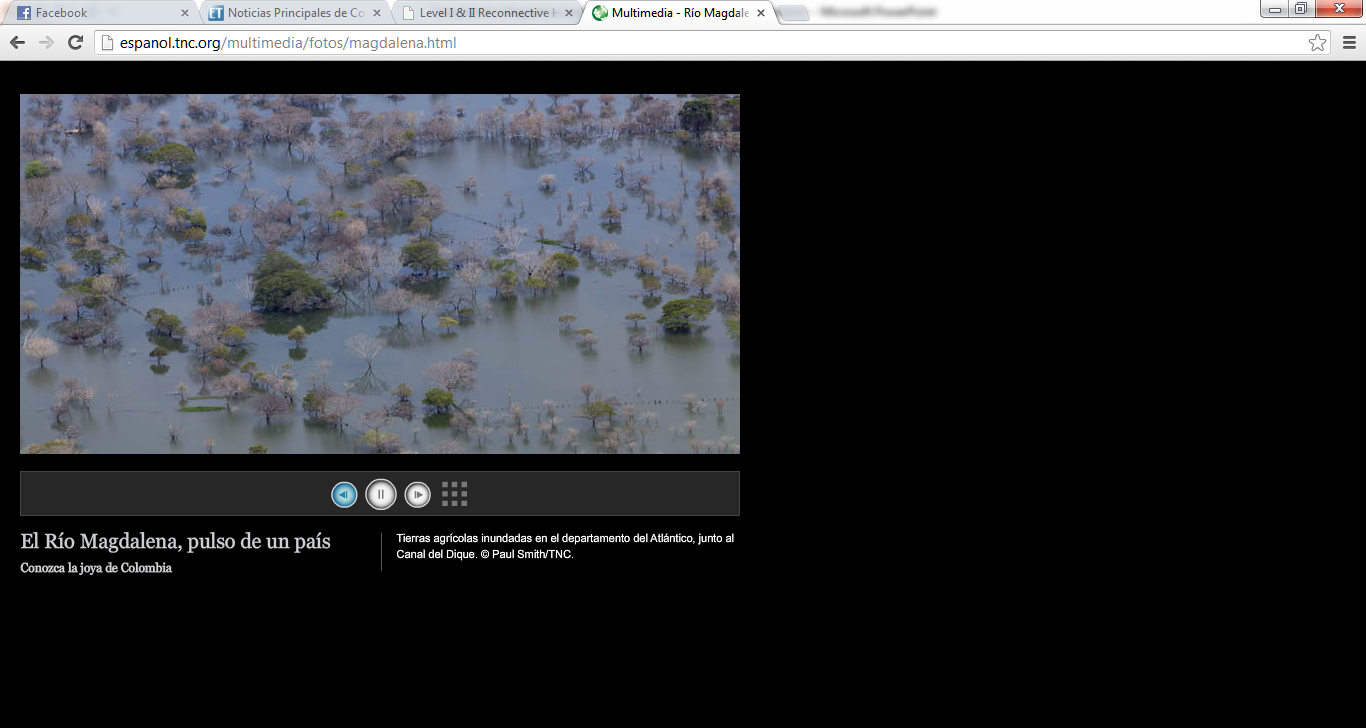 Facebook
Noticias Principales de Co
Level I & II Reconnective
Multimedia - Río Magdale
Microsoft PowerPoint
espanol.tnc.org/multimedia/fotos/magdalena.html
El Río Magdalena, pulso de un país
Conozca la joya de Colombia
Tierras agrícolas inundadas en el departamento del Atlántico, junto al
Canal del Dique. © Paul Smith/TNC.